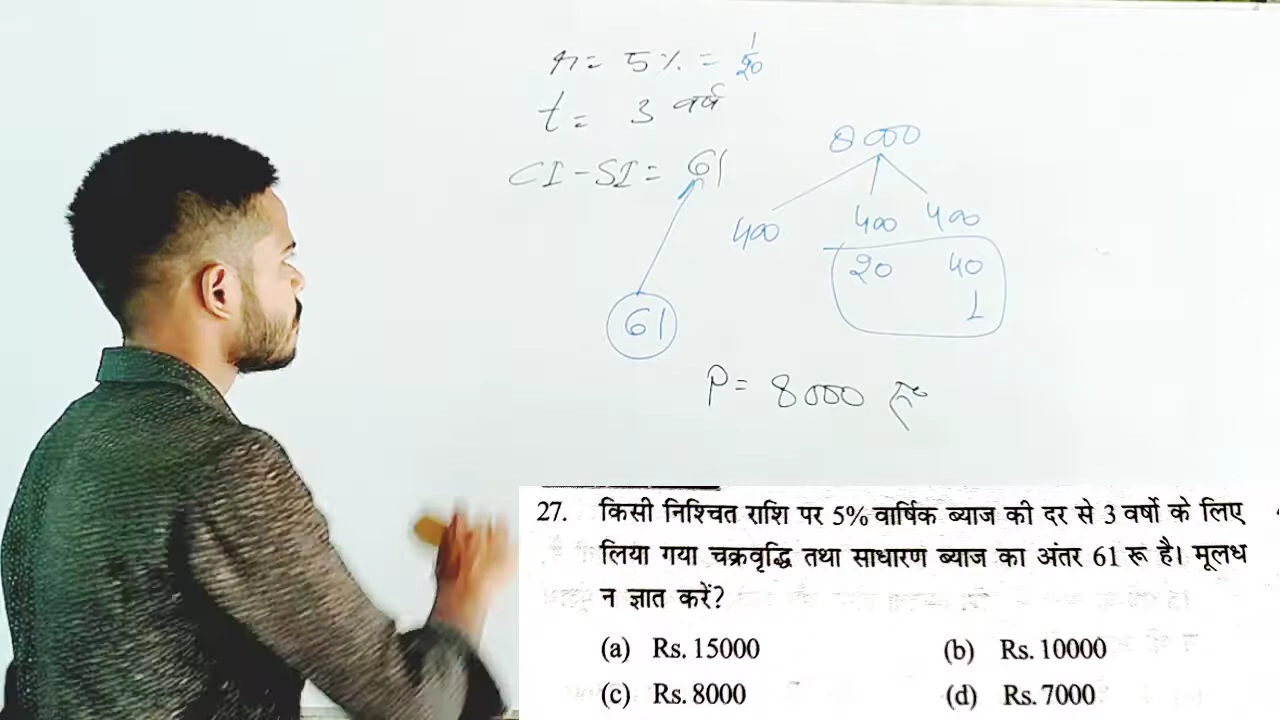 r = 5% = 1/20
t = 3 वर्ष
CI - SI = 61
8000
400 400 400
20 40
1
61
P = 8000 रू
27. किसी निश्चित राशि पर 5% वार्षिक ब्याज की दर से 3 वर्षो के लिए
लिया गया चक्रवृद्धि तथा साधारण ब्याज का अंतर 61 रू है। मूलध
न ज्ञात करें?
(a) Rs. 15000 (b) Rs. 10000
(c) Rs. 8000 (d) Rs. 7000